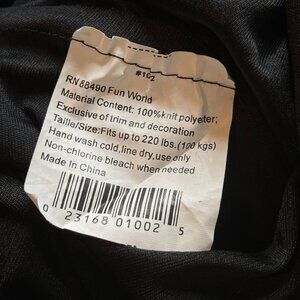 #102
RN 88490 Fun World
Material Content: 100%knit polyeter;
Exclusive of trim and decoration
Taille/Size:Fits up to 220 lbs.(100 kgs)
Hand wash cold,line dry,use only
Non-chlorine bleach when needed
Made In China
0 23168 01002 5